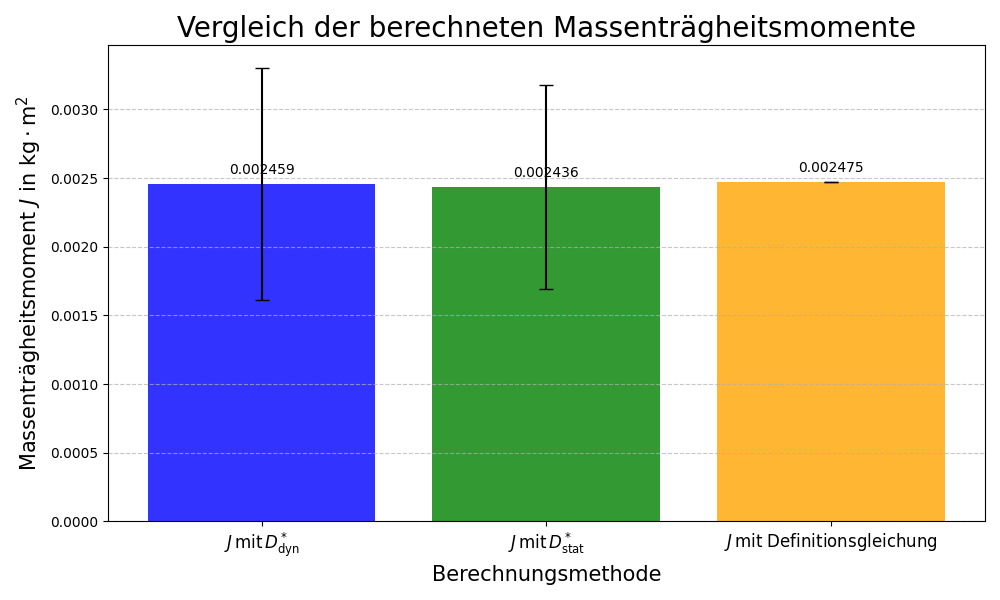 Vergleich der berechneten Massenträgheitsmomente
Massenträgheitsmoment J in kg · m²
0.0030
0.0025
0.0020
0.0015
0.0010
0.0005
0.0000
0.002459
0.002436
0.002475
J mit D*dyn
J mit D*stat
J mit Definitionsgleichung
Berechnungsmethode